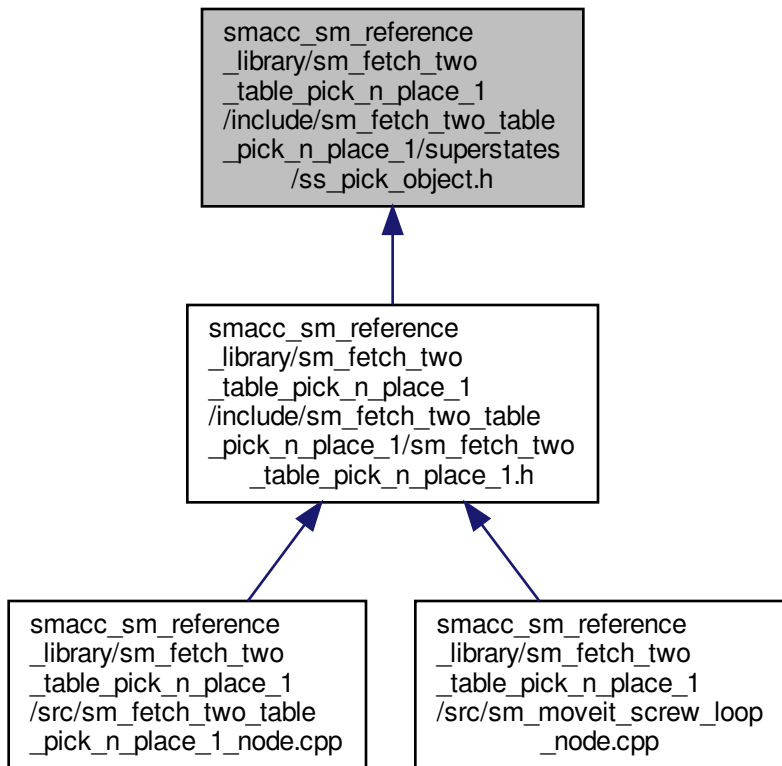 smacc_sm_reference
_library/sm_fetch_two
_table_pick_n_place_1
/include/sm_fetch_two_table
_pick_n_place_1/superstates
/ss_pick_object.h
smacc_sm_reference
_library/sm_fetch_two
_table_pick_n_place_1
/include/sm_fetch_two_table
_pick_n_place_1/sm_fetch_two
_table_pick_n_place_1.h
smacc_sm_reference
_library/sm_fetch_two
_table_pick_n_place_1
/src/sm_fetch_two_table
_pick_n_place_1_node.cpp
smacc_sm_reference
_library/sm_fetch_two
_table_pick_n_place_1
/src/sm_moveit_screw_loop
_node.cpp